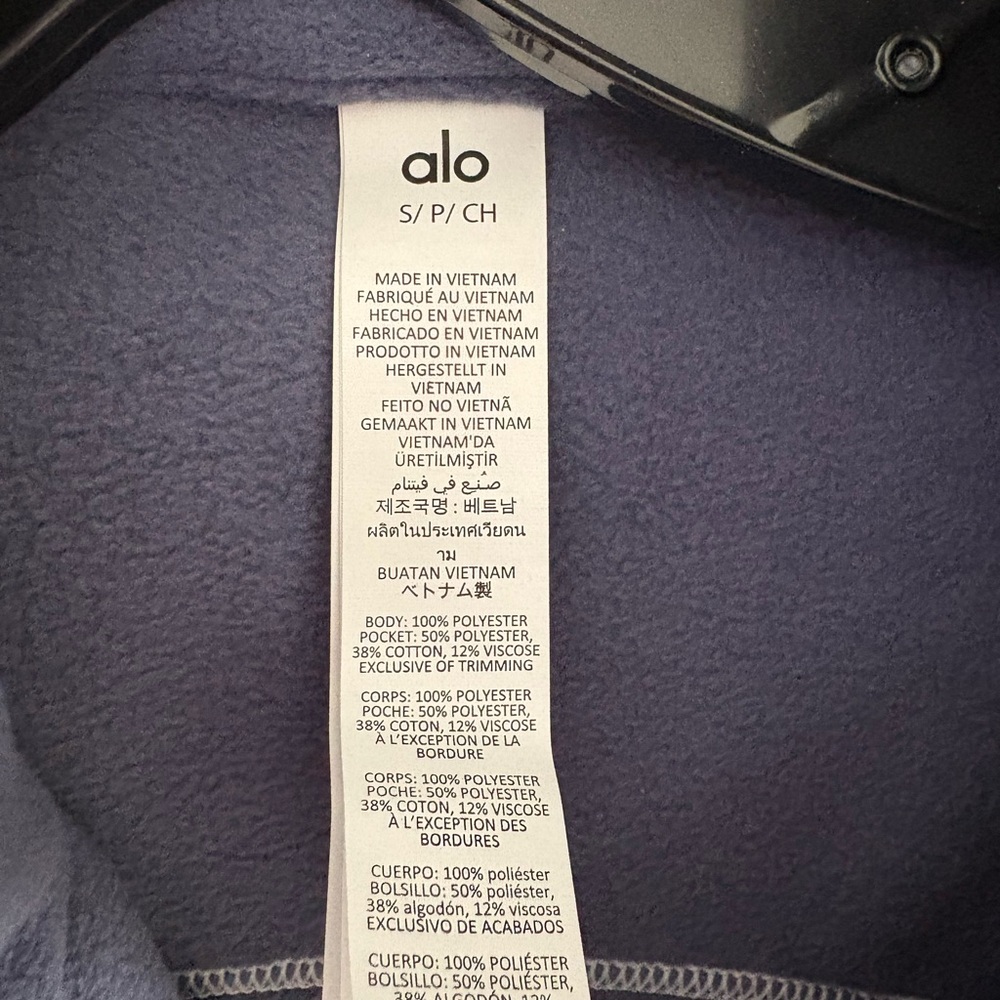 alo
S/ P/ CH
MADE IN VIETNAM
FABRIQUÉ AU VIETNAM
HECHO EN VIETNAM
FABRICADO EN VIETNAM
PRODOTTO IN VIETNAM
HERGESTELLT IN
VIETNAM
FEITO NO VIETNÃ
GEMAAKT IN VIETNAM
VIETNAM'DA
ÜRETİLMİŞTİR
صُنِع في فيتنام
제조국명 : 베트남
ผลิตในประเทศเวียดน
าม
BUATAN VIETNAM
ベトナム製
BODY: 100% POLYESTER
POCKET: 50% POLYESTER,
38% COTTON, 12% VISCOSE
EXCLUSIVE OF TRIMMING
CORPS: 100% POLYESTER
POCHE: 50% POLYESTER,
38% COTON, 12% VISCOSE
À L'EXCEPTION DE LA
BORDURE
CORPS: 100% POLYESTER
POCHE: 50% POLYESTER,
38% COTON, 12% VISCOSE
À L'EXCEPTION DES
BORDURES
CUERPO: 100% poliéster
BOLSILLO: 50% poliéster,
38% algodón, 12% viscosa
EXCLUSIVO DE ACABADOS
CUERPO: 100% POLIÉSTER
BOLSILLO: 50% POLIÉSTER,
38% ALGODÓN, 12%